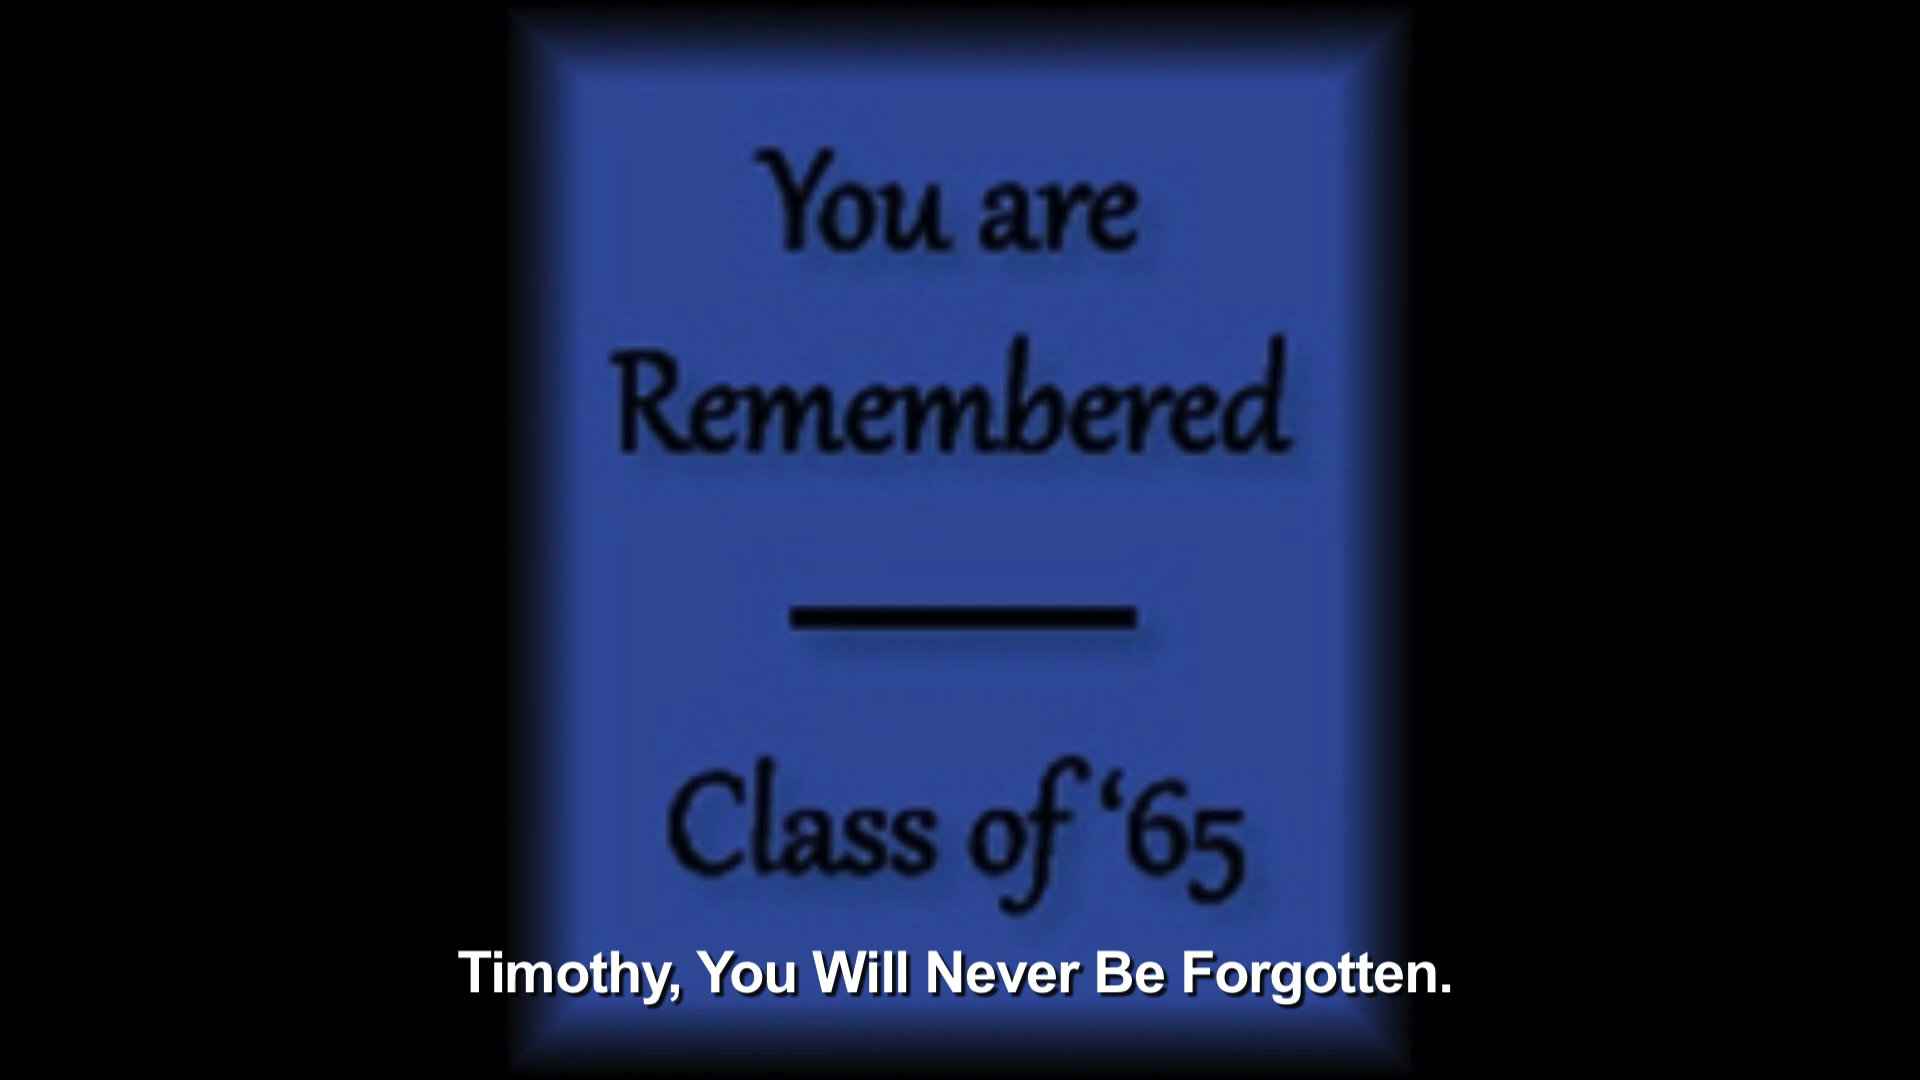 You are
Remembered
Class of ‘65
Timothy, You Will Never Be Forgotten.